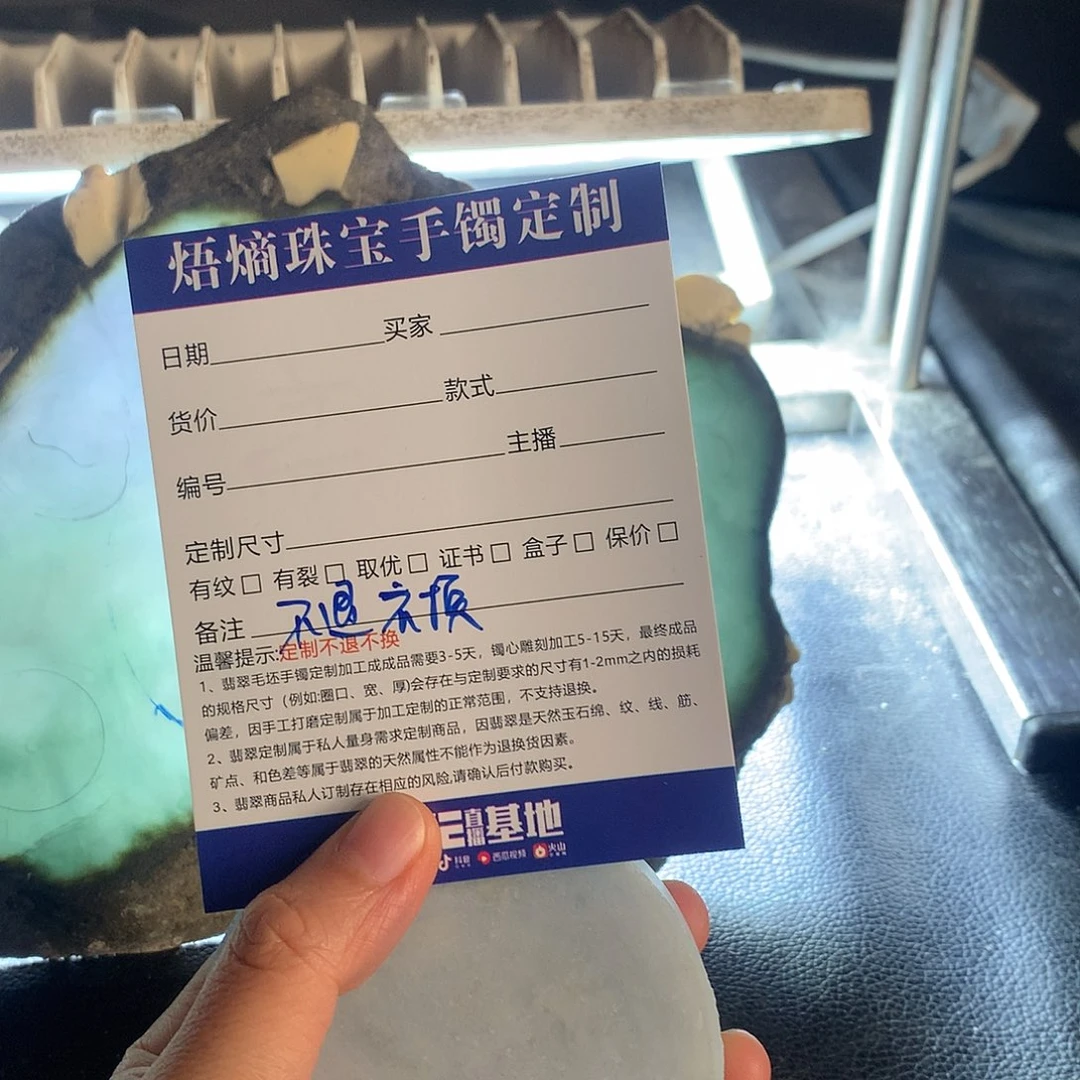 焐熵珠宝手镯定制
日期 买家
货价 款式
编号 主播
定制尺寸
有纹□ 有裂□ 取优□ 证书□ 盒子□ 保价□
备注 不退
温馨提示:定制不退不换
1、翡翠毛坯手镯定制加工成成品需要3-5天，镯心雕刻加工5-15天，最终成品
的规格尺寸（例如:圈口、宽、厚)会存在与定制要求的尺寸有1-2mm之内的损耗
偏差，因手工打磨定制属于加工定制的正常范围，不支持退换。
2、翡翠定制属于私人量身需求定制商品，因翡翠是天然玉石绵、纹、线、筋、
矿点、和色差等属于翡翠的天然属性不能作为退换货因素。
3、翡翠商品私人订制存在相应的风险,请确认后付款购买。
直播基地
抖音 西瓜视频 火山